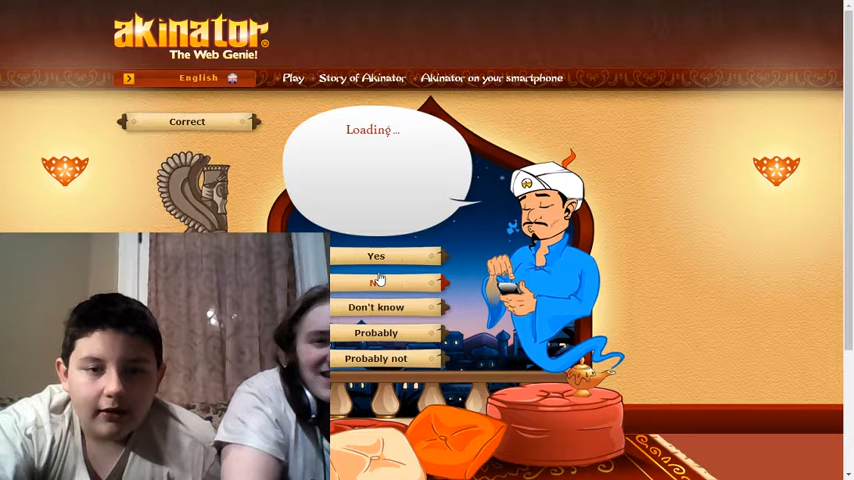 akinator®
The Web Genie!
English
Play
Story of Akinator
Akinator on your smartphone
Correct
Loading ...
Yes
Don't know
Probably
Probably not